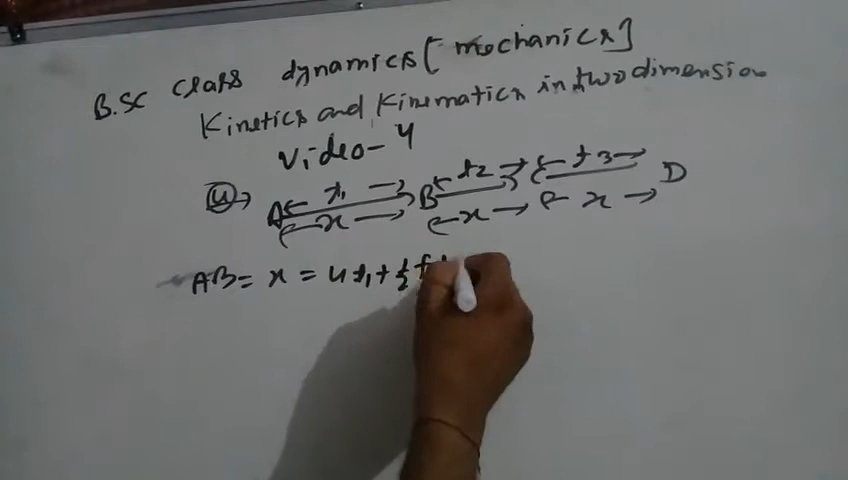 B.SC class dynamics [mechanics]
Kinetics and Kinematics in two dimension
Video-4
u→ A ← t1 → B ← t2 → ← t3 → D
← x → ← x → ← x →
AB = x = ut1 + 1/2 f t